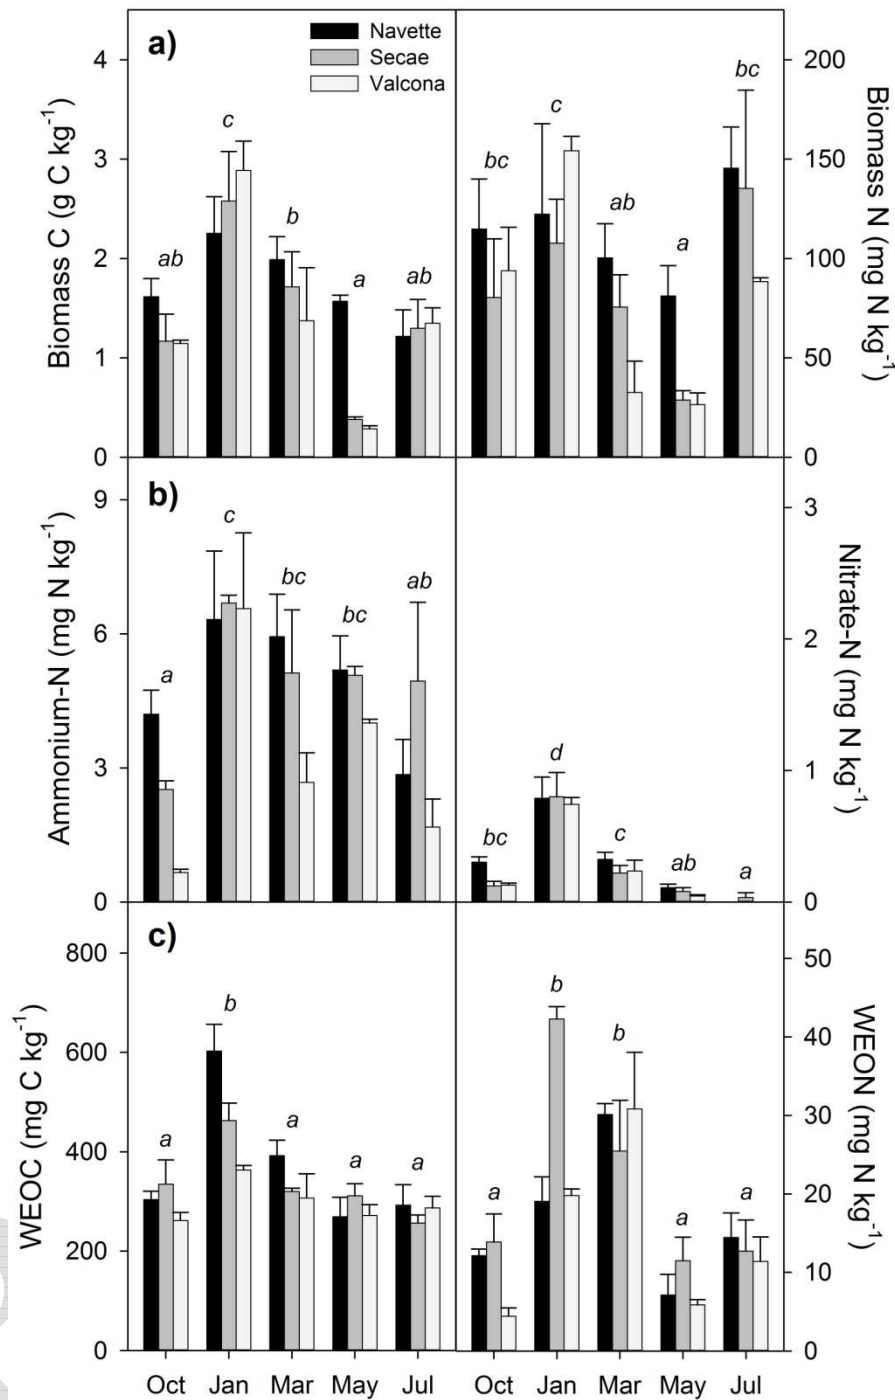 a)
Navette
Secae
Valcona
Biomass C (g C kg⁻¹)
4
3
2
1
0
ab
c
b
a
ab
Biomass N (mg N kg⁻¹)
200
150
100
50
0
bc
c
ab
a
bc
b)
Ammonium-N (mg N kg⁻¹)
9
6
3
0
a
c
bc
bc
ab
Nitrate-N (mg N kg⁻¹)
3
2
1
0
bc
d
c
ab
a
c)
WEOC (mg C kg⁻¹)
800
600
400
200
0
a
b
a
a
a
WEON (mg N kg⁻¹)
50
40
30
20
10
0
a
b
b
a
a
Oct Jan Mar May Jul
Oct Jan Mar May Jul